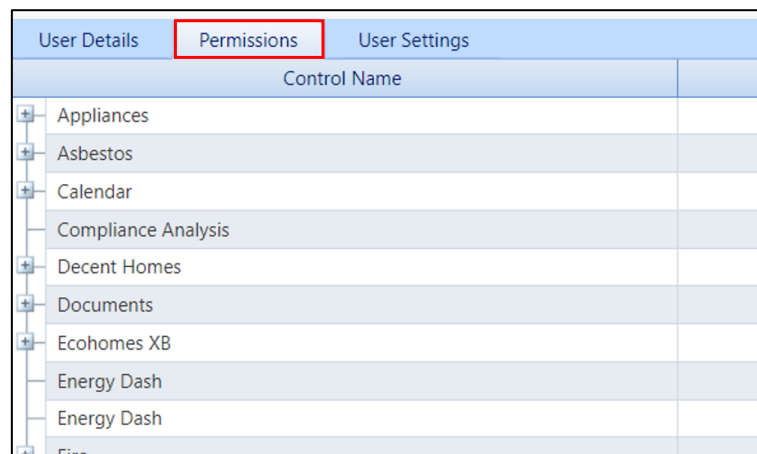 User Details Permissions User Settings
Control Name
Appliances
Asbestos
Calendar
Compliance Analysis
Decent Homes
Documents
Ecohomes XB
Energy Dash
Energy Dash